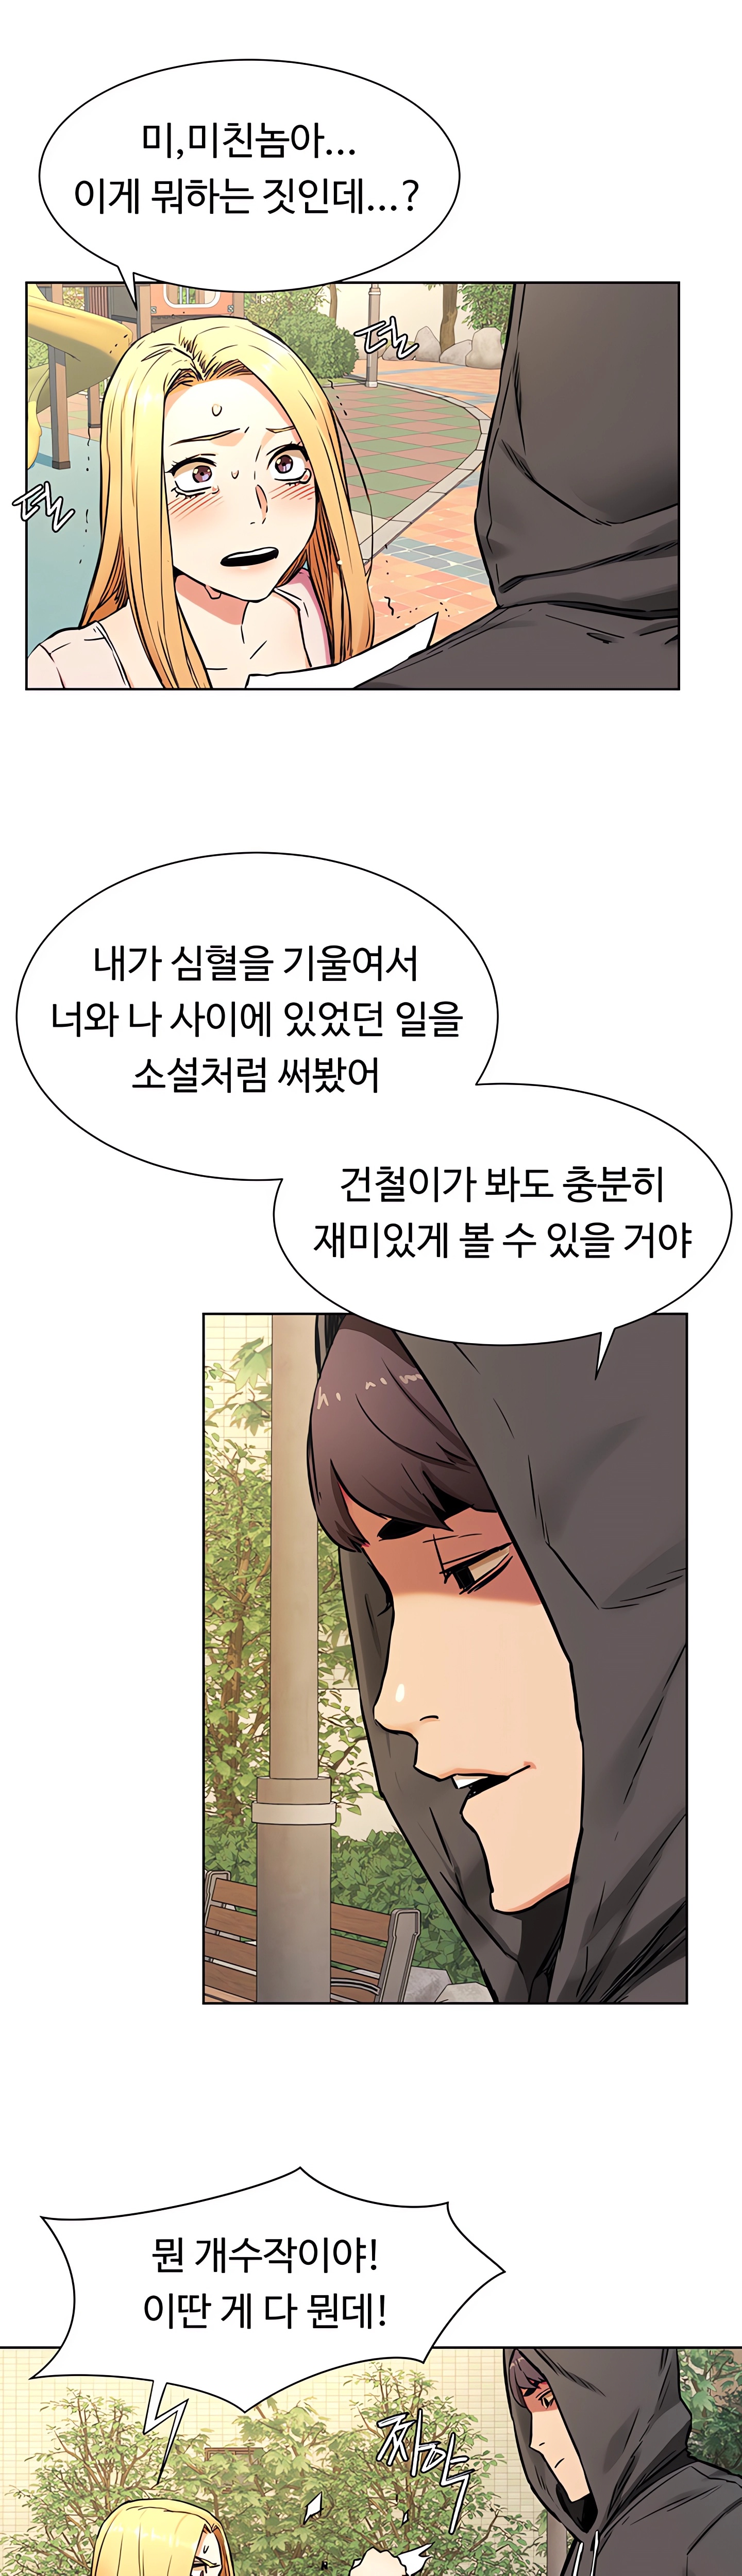 미,미친놈아...
이게 뭐하는 짓인데...?
덜
덜
내가 심혈을 기울여서
너와 나 사이에 있었던 일을
소설처럼 써봤어
건철이가 봐도 충분히
재미있게 볼 수 있을 거야
뭔 개수작이야!
이딴 게 다 뭔데!
짜악